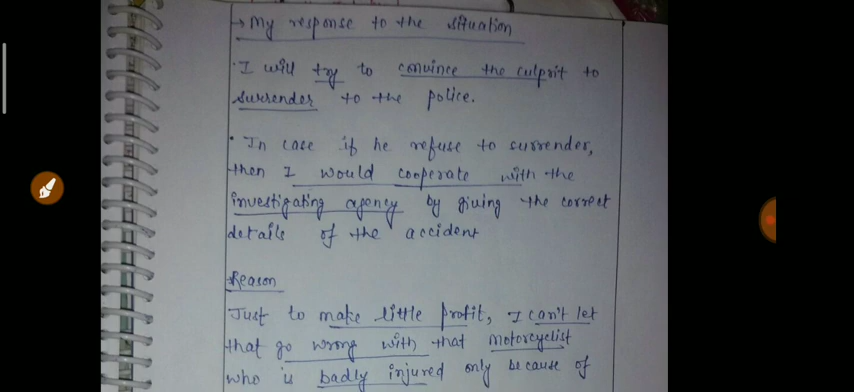 → My response to the situation
• I will try to convince the culprit to
surrender to the police.
• In case if he refuse to surrender,
then I would cooperate with the
investigating agency by giving the correct
details of the accident
Reason
Just to make little profit, I can't let
that go wrong with that motorcyclist
who is badly injured only because of